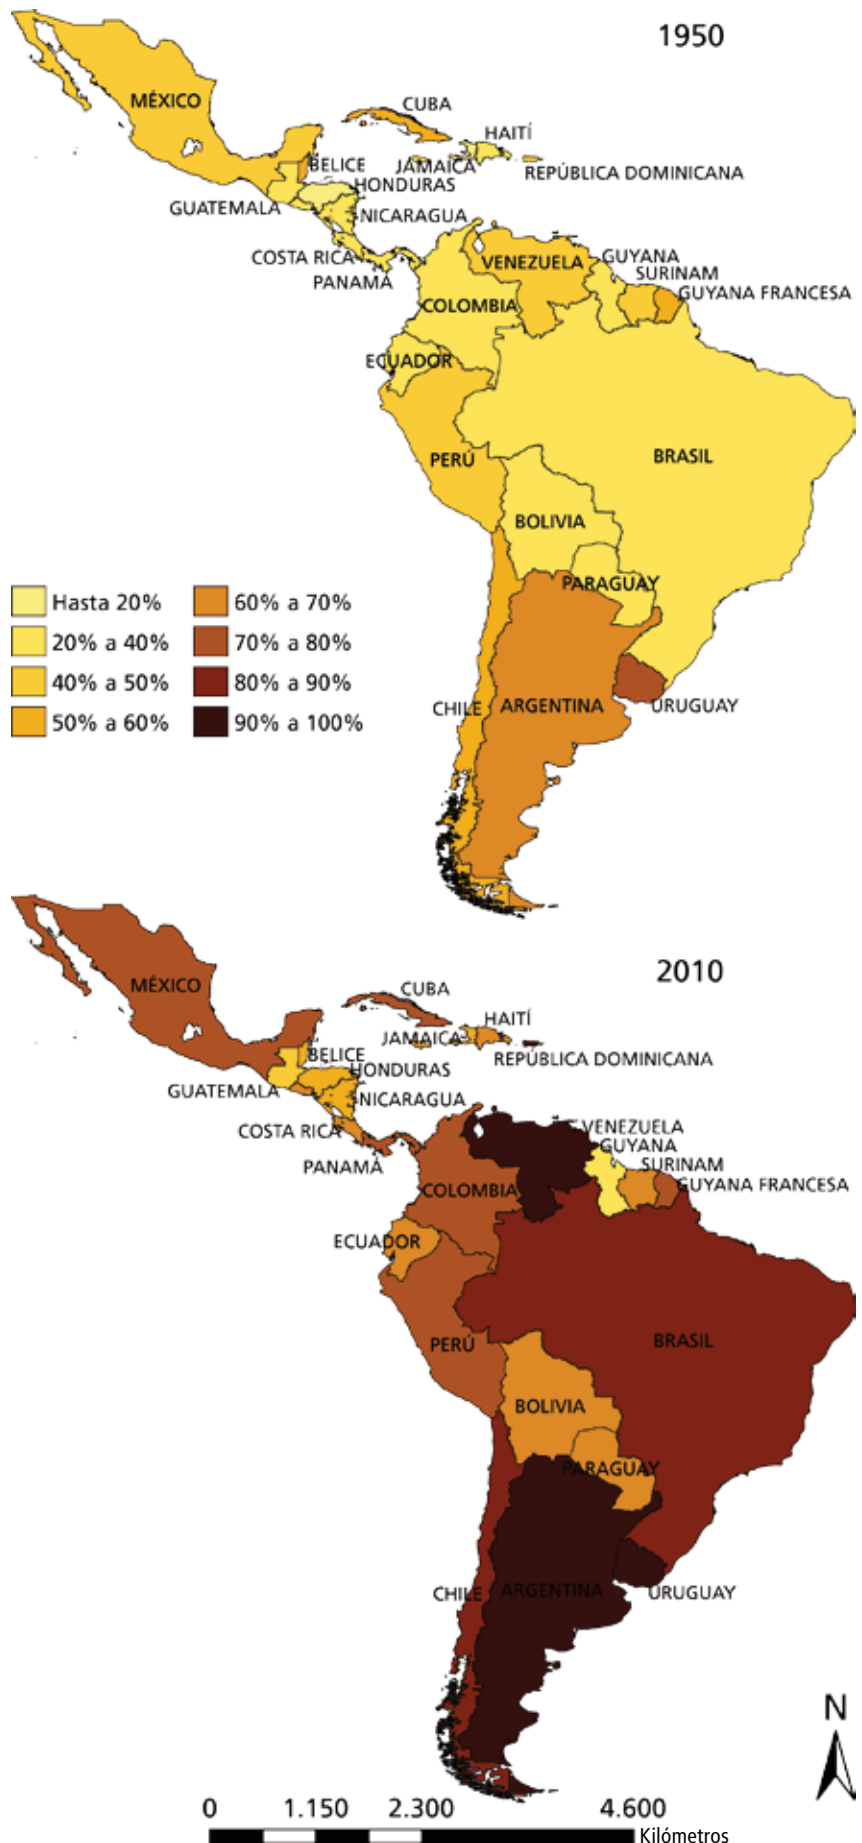 1950
MÉXICO
CUBA
HAITÍ
BELICE
JAMAICA
REPÚBLICA DOMINICANA
HONDURAS
GUATEMALA
NICARAGUA
COSTA RICA
PANAMÁ
VENEZUELA
GUYANA
SURINAM
GUYANA FRANCESA
COLOMBIA
ECUADOR
PERÚ
BRASIL
BOLIVIA
PARAGUAY
CHILE
ARGENTINA
URUGUAY
Hasta 20%
20% a 40%
40% a 50%
50% a 60%
60% a 70%
70% a 80%
80% a 90%
90% a 100%
2010
MÉXICO
CUBA
HAITÍ
JAMAICA
BELICE
REPÚBLICA DOMINICANA
HONDURAS
GUATEMALA
NICARAGUA
COSTA RICA
PANAMÁ
VENEZUELA
GUYANA
SURINAM
GUYANA FRANCESA
COLOMBIA
ECUADOR
PERÚ
BRASIL
BOLIVIA
PARAGUAY
CHILE
ARGENTINA
URUGUAY
N
0 1.150 2.300 4.600
Kilómetros